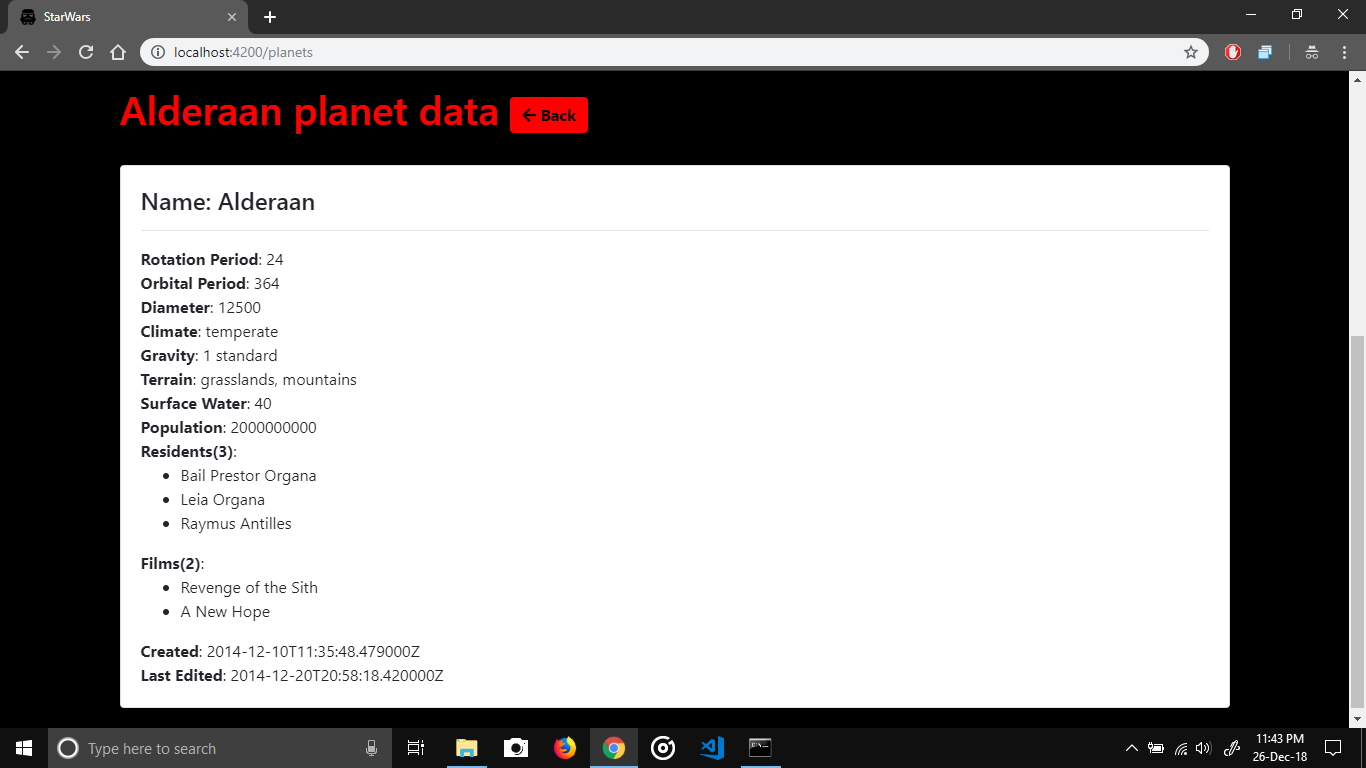 StarWars
localhost:4200/planets
Alderaan planet data
Back
Name: Alderaan
Rotation Period: 24
Orbital Period: 364
Diameter: 12500
Climate: temperate
Gravity: 1 standard
Terrain: grasslands, mountains
Surface Water: 40
Population: 2000000000
Residents(3):
Bail Prestor Organa
Leia Organa
Raymus Antilles
Films(2):
Revenge of the Sith
A New Hope
Created: 2014-12-10T11:35:48.479000Z
Last Edited: 2014-12-20T20:58:18.420000Z
Type here to search
11:43 PM
26-Dec-18